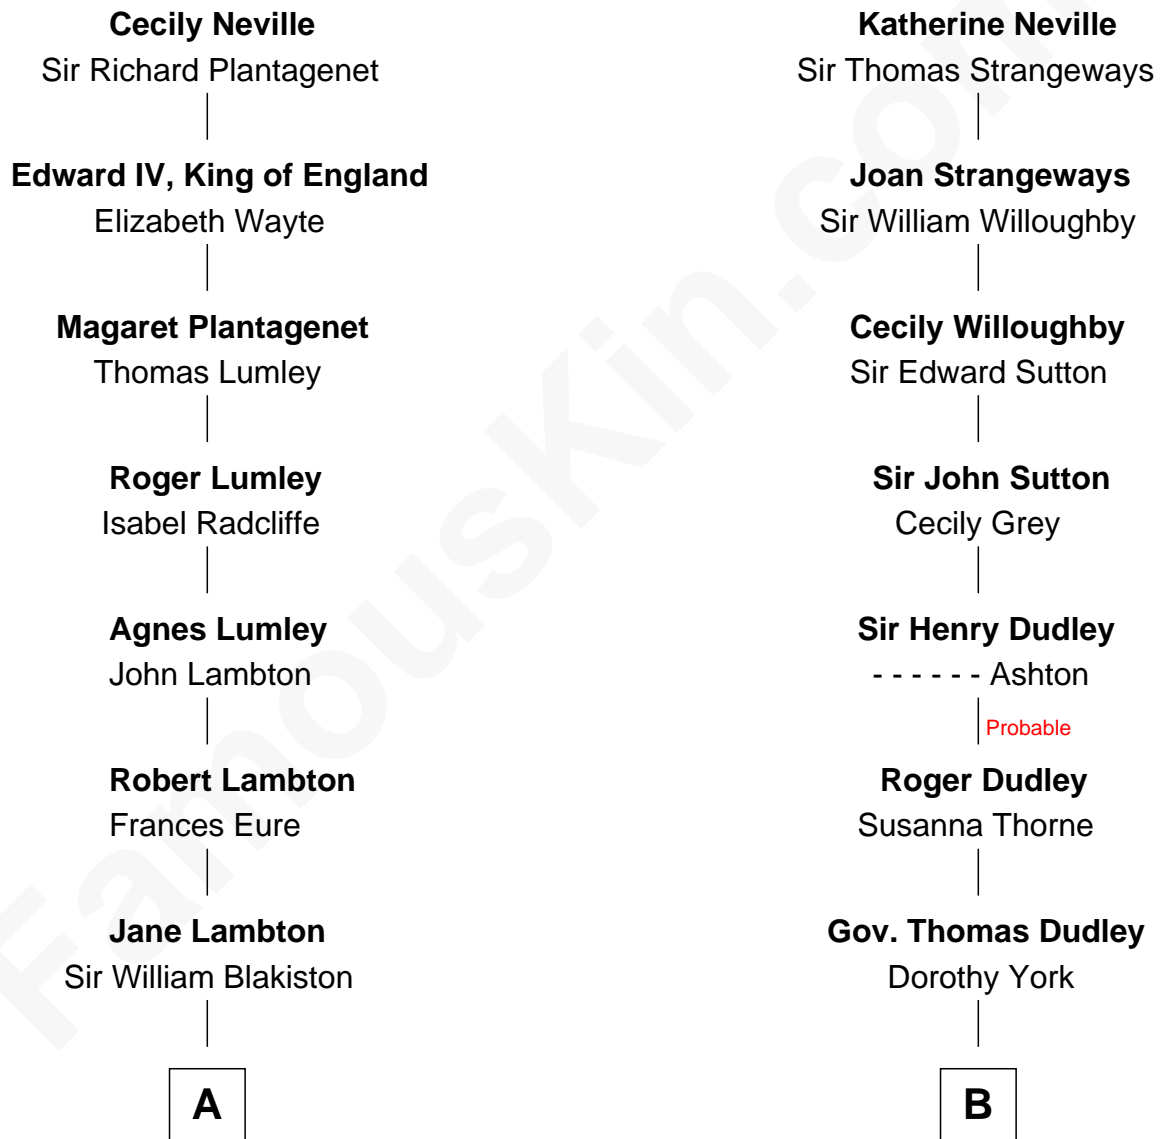 Cecily Neville
Sir Richard Plantagenet
Edward IV, King of England
Elizabeth Wayte
Magaret Plantagenet
Thomas Lumley
Roger Lumley
Isabel Radcliffe
Agnes Lumley
John Lambton
Robert Lambton
Frances Eure
Jane Lambton
Sir William Blakiston
A
Katherine Neville
Sir Thomas Strangeways
Joan Strangeways
Sir William Willoughby
Cecily Willoughby
Sir Edward Sutton
Sir John Sutton
Cecily Grey
Sir Henry Dudley
- - - - - - Ashton
Probable
Roger Dudley
Susanna Thorne
Gov. Thomas Dudley
Dorothy York
B
FamousKin.com